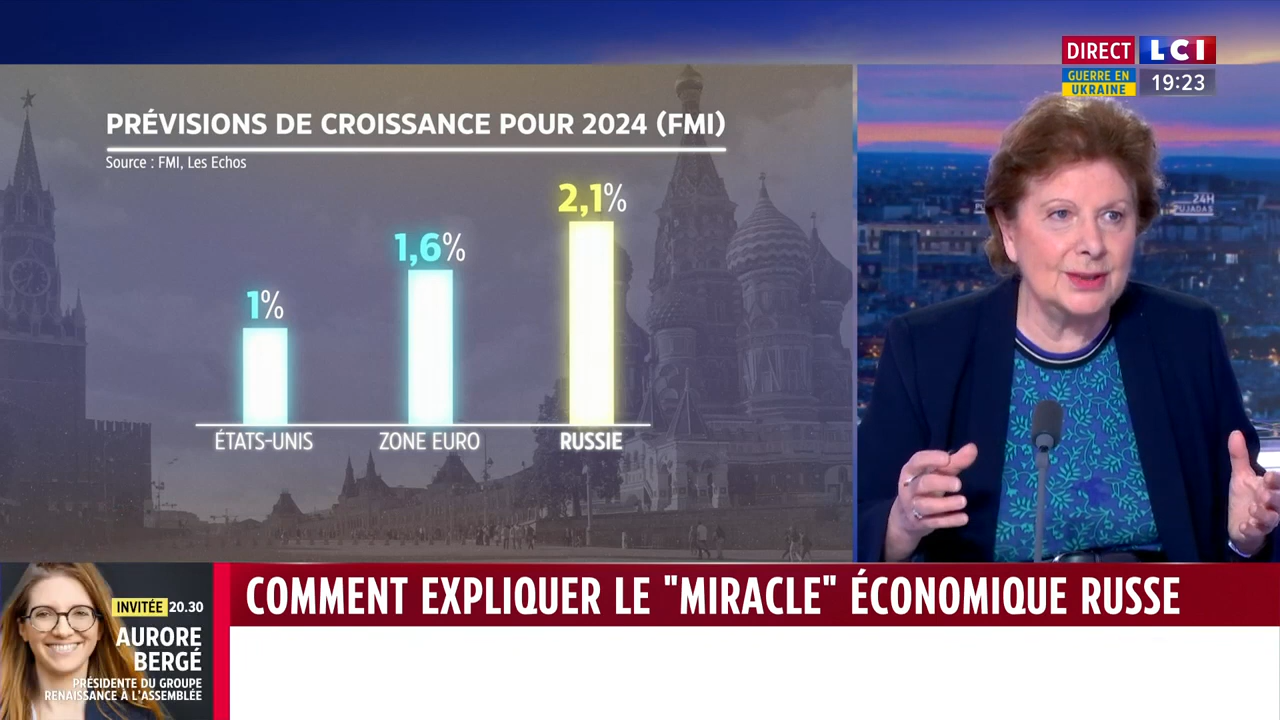 DIRECT LCI
GUERRE EN
UKRAINE
19:23
PRÉVISIONS DE CROISSANCE POUR 2024 (FMI)
Source : FMI, Les Echos
1%
1,6%
2,1%
ÉTATS-UNIS
ZONE EURO
RUSSIE
24H
PUJADAS
INVITÉE 20.30
AURORE
BERGÉ
PRÉSIDENTE DU GROUPE
RENAISSANCE À L'ASSEMBLÉE
COMMENT EXPLIQUER LE "MIRACLE" ÉCONOMIQUE RUSSE